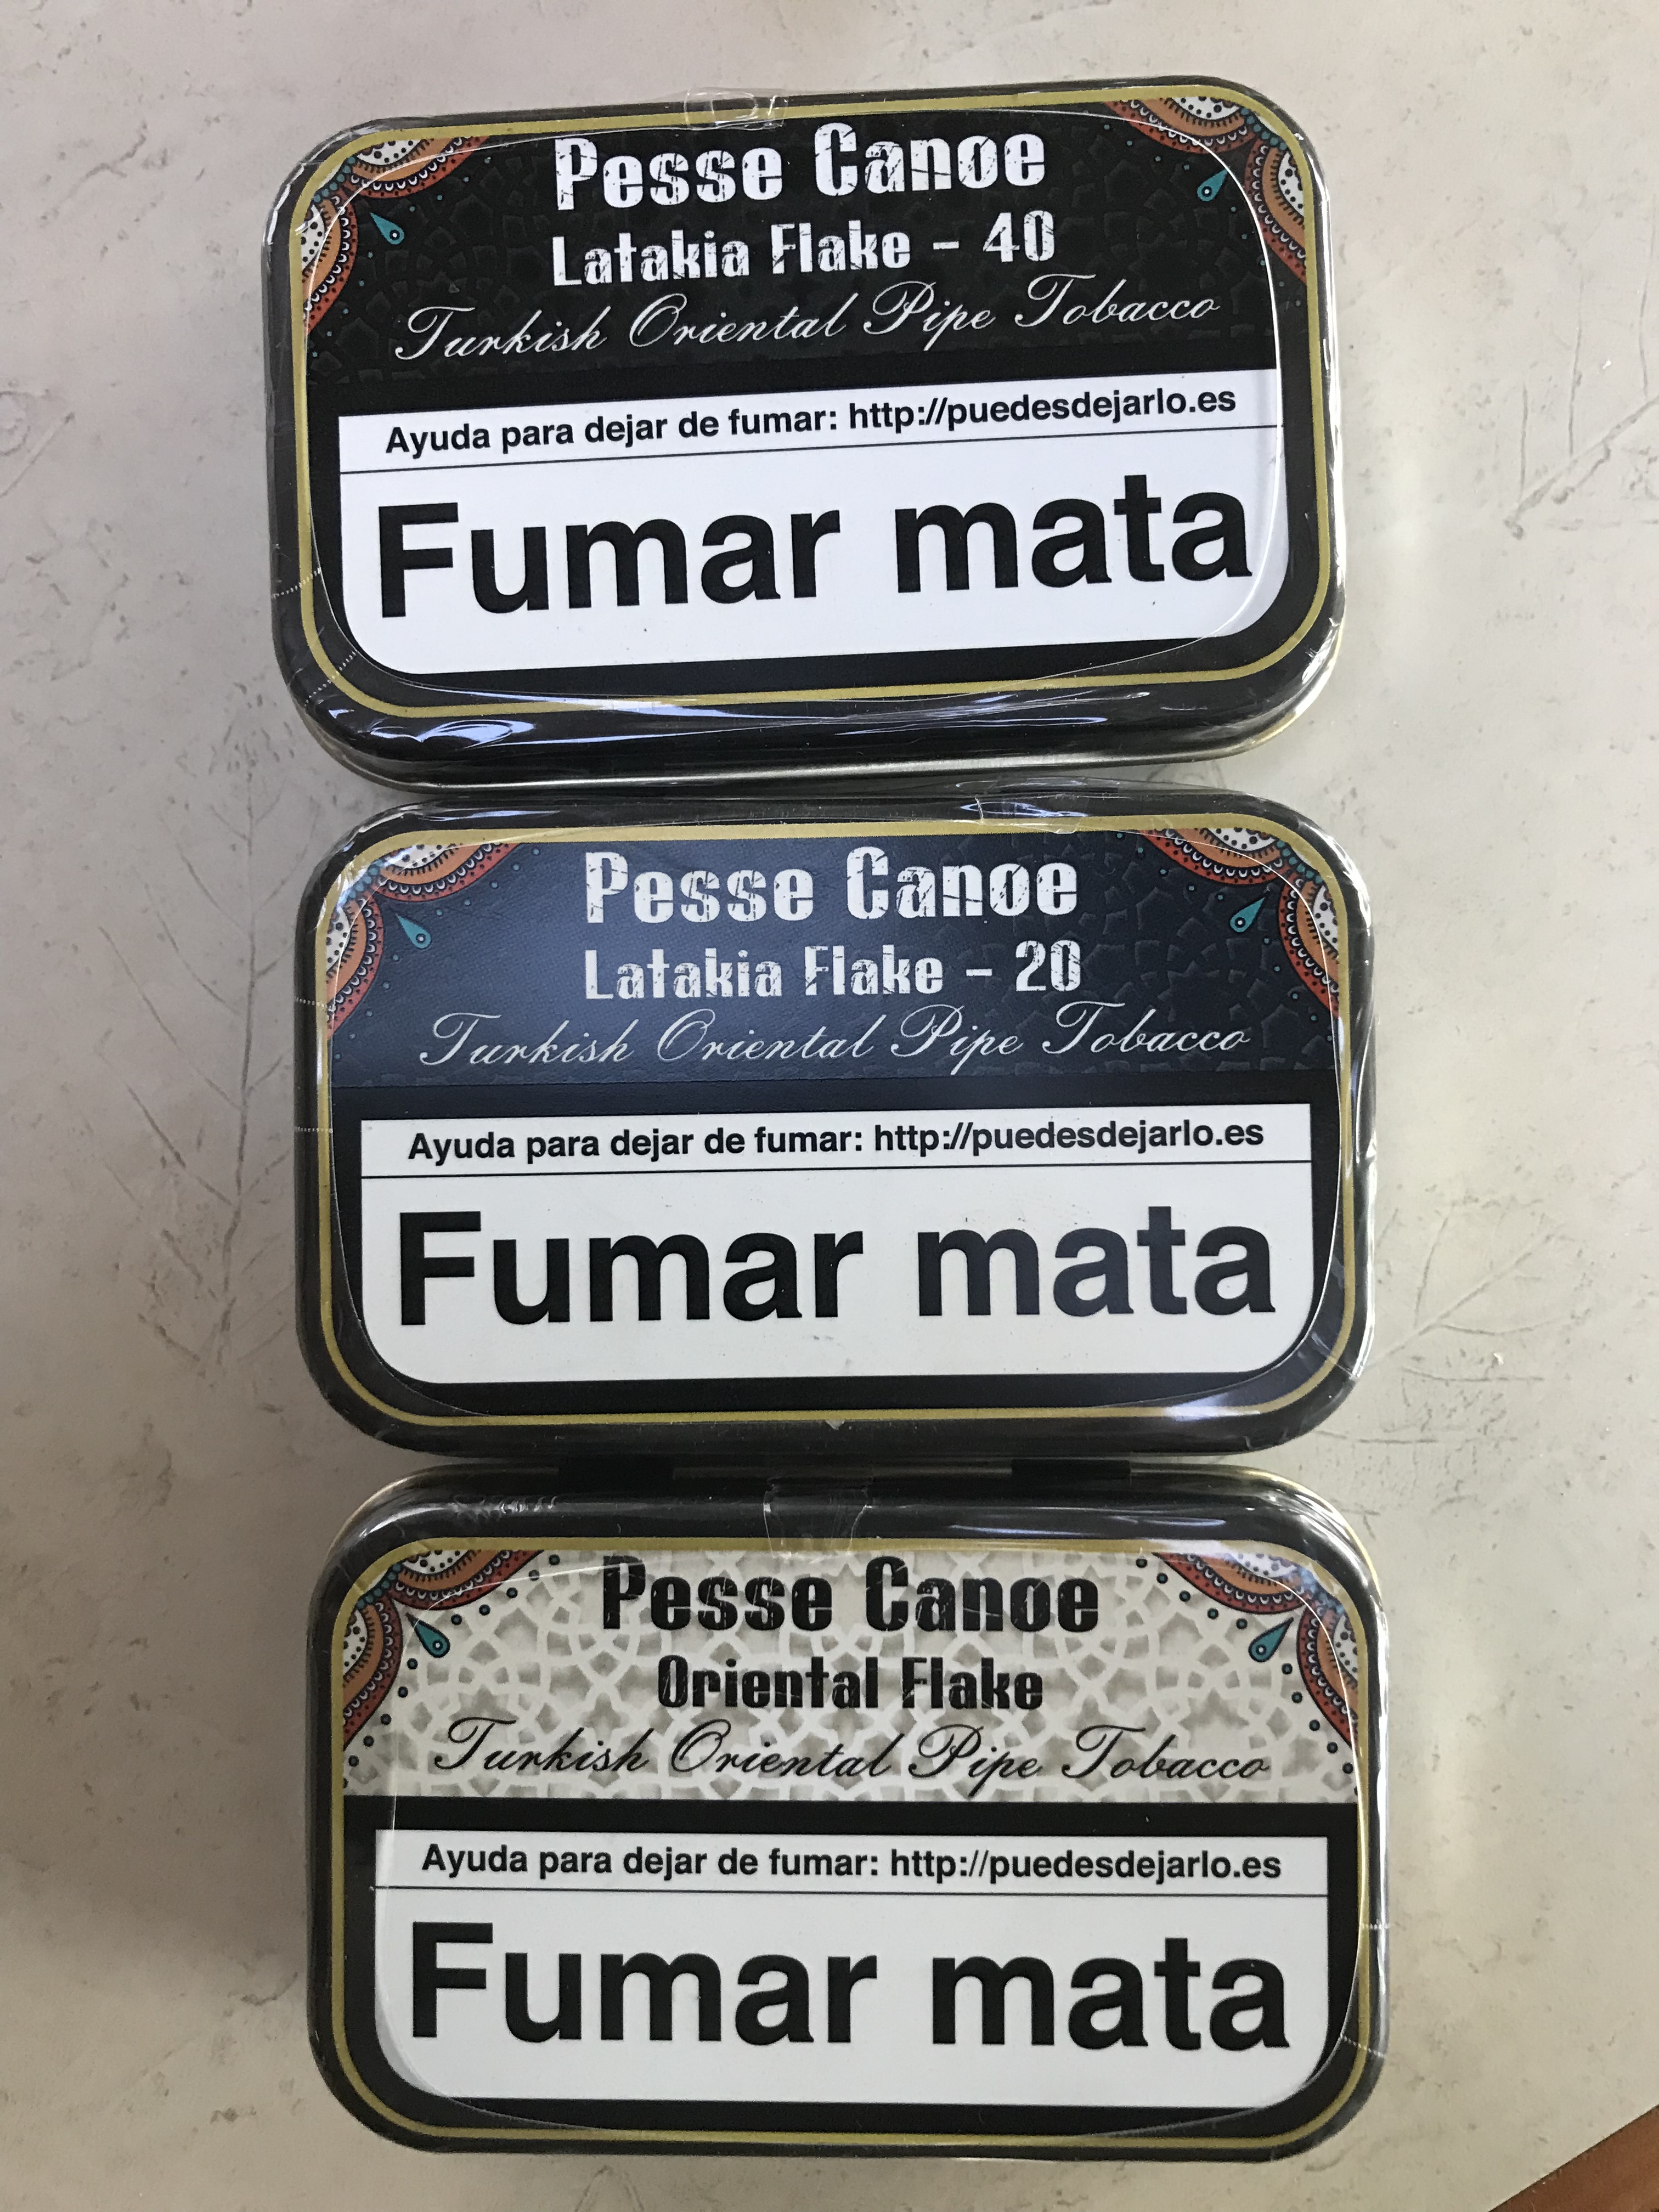 Pesse Canoe
Latakia Flake - 40
Turkish Oriental Pipe Tobacco
Ayuda para dejar de fumar: http://puedesdejarlo.es
Fumar mata
Pesse Canoe
Latakia Flake - 20
Turkish Oriental Pipe Tobacco
Ayuda para dejar de fumar: http://puedesdejarlo.es
Fumar mata
Pesse Canoe
Oriental Flake
Turkish Oriental Pipe Tobacco
Ayuda para dejar de fumar: http://puedesdejarlo.es
Fumar mata